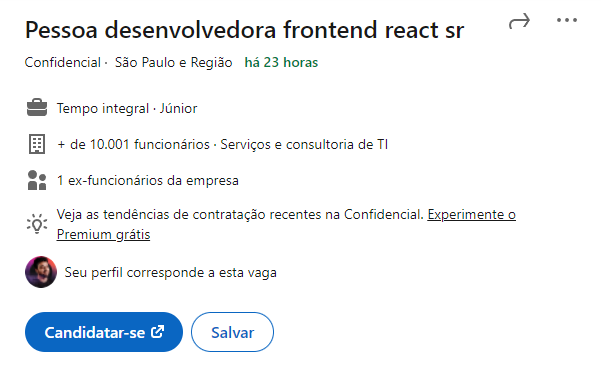 Pessoa desenvolvedora frontend react sr
Confidencial · São Paulo e Região há 23 horas
Tempo integral · Júnior
+ de 10.001 funcionários · Serviços e consultoria de TI
1 ex-funcionários da empresa
Veja as tendências de contratação recentes na Confidencial. Experimente o
Premium grátis
Seu perfil corresponde a esta vaga
Candidatar-se
Salvar